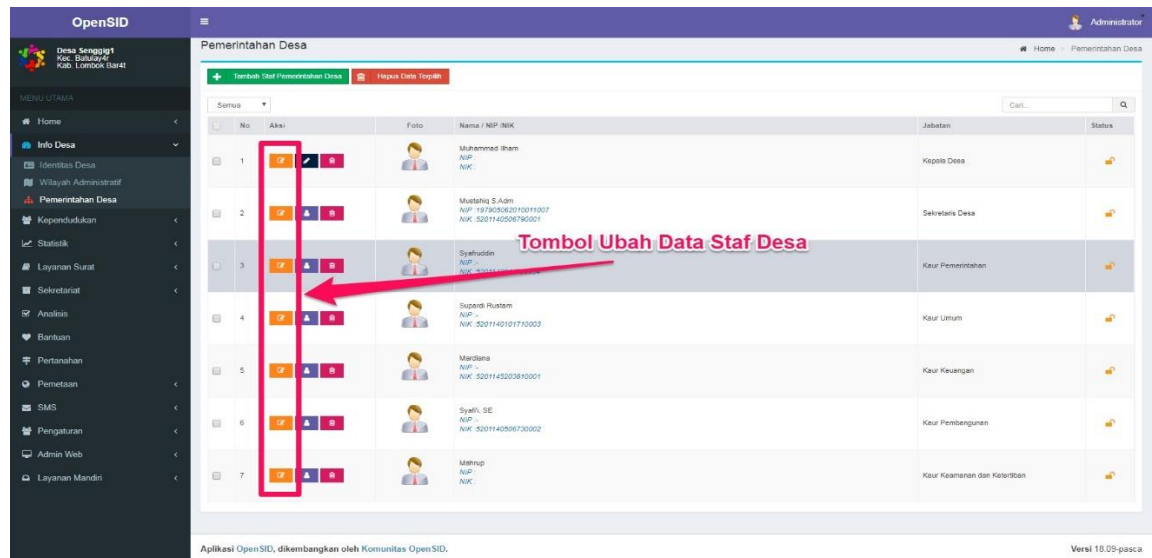 OpenSID
Administrator
Desa Senggig1
Kec. Batulay4r
Kab. Lombok Bar4t
Pemerintahan Desa
Home > Pemerintahan Desa
Tambah Staf Pemerintahan Desa
Hapus Data Terpilih
MENU UTAMA
Home
Info Desa
Identitas Desa
Wilayah Administratif
Pemerintahan Desa
Kependudukan
Statistik
Layanan Surat
Sekretariat
Analisis
Bantuan
Pertanahan
Pemetaan
SMS
Pengaturan
Admin Web
Layanan Mandiri
Semua
Cari...
No Aksi Foto Nama / NIP /NIK Jabatan Status
1 Muhammad Ilham Kepala Desa
NIP :
NIK :
2 Mustahiq S.Adm Sekretaris Desa
NIP :197905062010011007
NIK :5201140506790001
Tombol Ubah Data Staf Desa
3 Syafruddin Kaur Pemerintahan
NIP :-
4 Supardi Rustam Kaur Umum
NIP :-
NIK :5201140101710003
5 Mardiana Kaur Keuangan
NIP :-
NIK :5201145203810001
6 Syafi'i, SE Kaur Pembangunan
NIP :-
NIK :5201140506730002
7 Mahrup Kaur Keamanan dan Ketertiban
NIP :
NIK :
Aplikasi OpenSID, dikembangkan oleh Komunitas OpenSID.
Versi 18.09-pasca